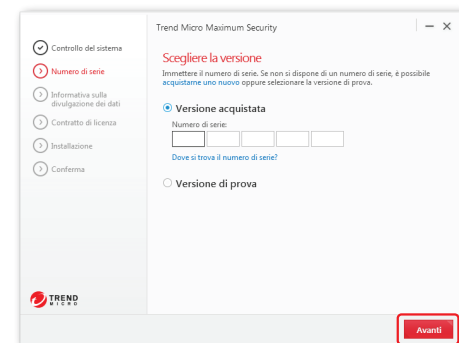 Trend Micro Maximum Security
Controllo del sistema
Numero di serie
Informativa sulla
divulgazione dei dati
Contratto di licenza
Installazione
Conferma
Scegliere la versione
Immettere il numero di serie. Se non si dispone di un numero di serie, è possibile
acquistarne uno nuovo oppure selezionare la versione di prova.
Versione acquistata
Numero di serie:
Dove si trova il numero di serie?
Versione di prova
TREND
MICRO
Avanti